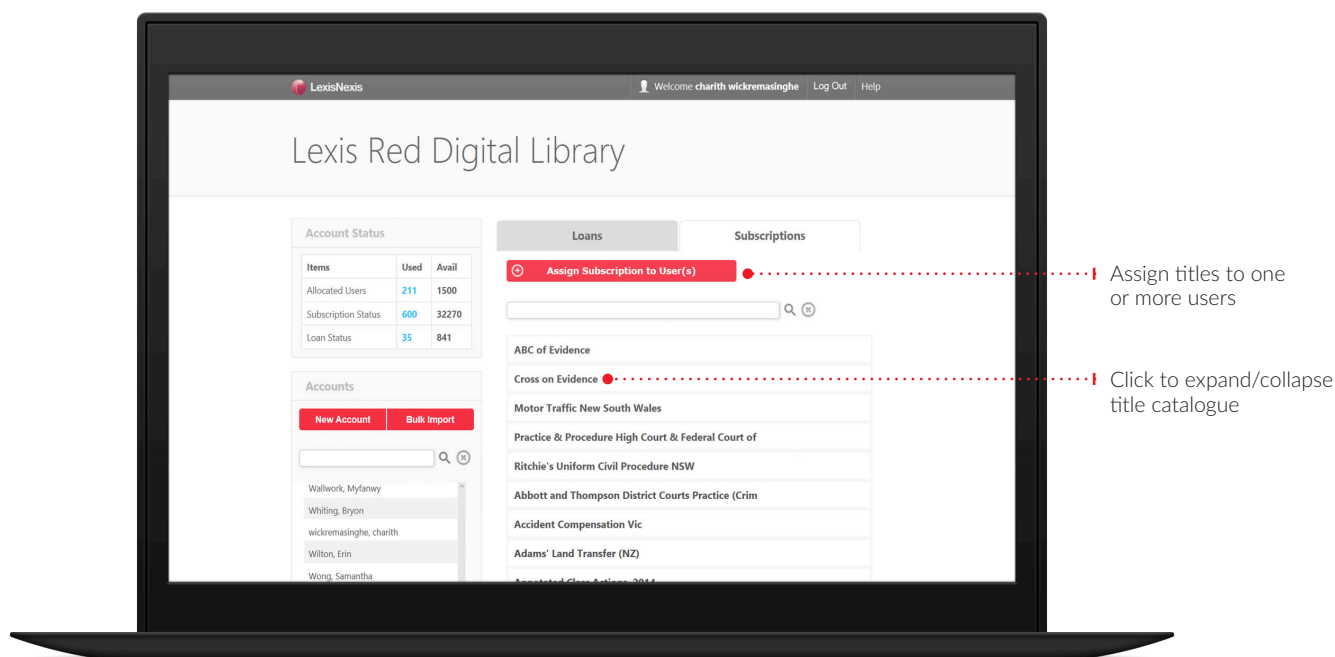 LexisNexis
Welcome charith wickremasinghe Log Out Help
Lexis Red Digital Library
Account Status
Items Used Avail
Allocated Users 211 1500
Subscription Status 600 32270
Loan Status 35 841
Accounts
New Account Bulk Import
Wallwork, Myfanwy
Whiting, Bryon
wickremasinghe, charith
Wilton, Erin
Wong, Samantha
Loans Subscriptions
Assign Subscription to User(s)
ABC of Evidence
Cross on Evidence
Motor Traffic New South Wales
Practice & Procedure High Court & Federal Court of
Ritchie's Uniform Civil Procedure NSW
Abbott and Thompson District Courts Practice (Crim
Accident Compensation Vic
Adams' Land Transfer (NZ)
Annotated Class Actions, 2014
Assign titles to one
or more users
Click to expand/collapse
title catalogue